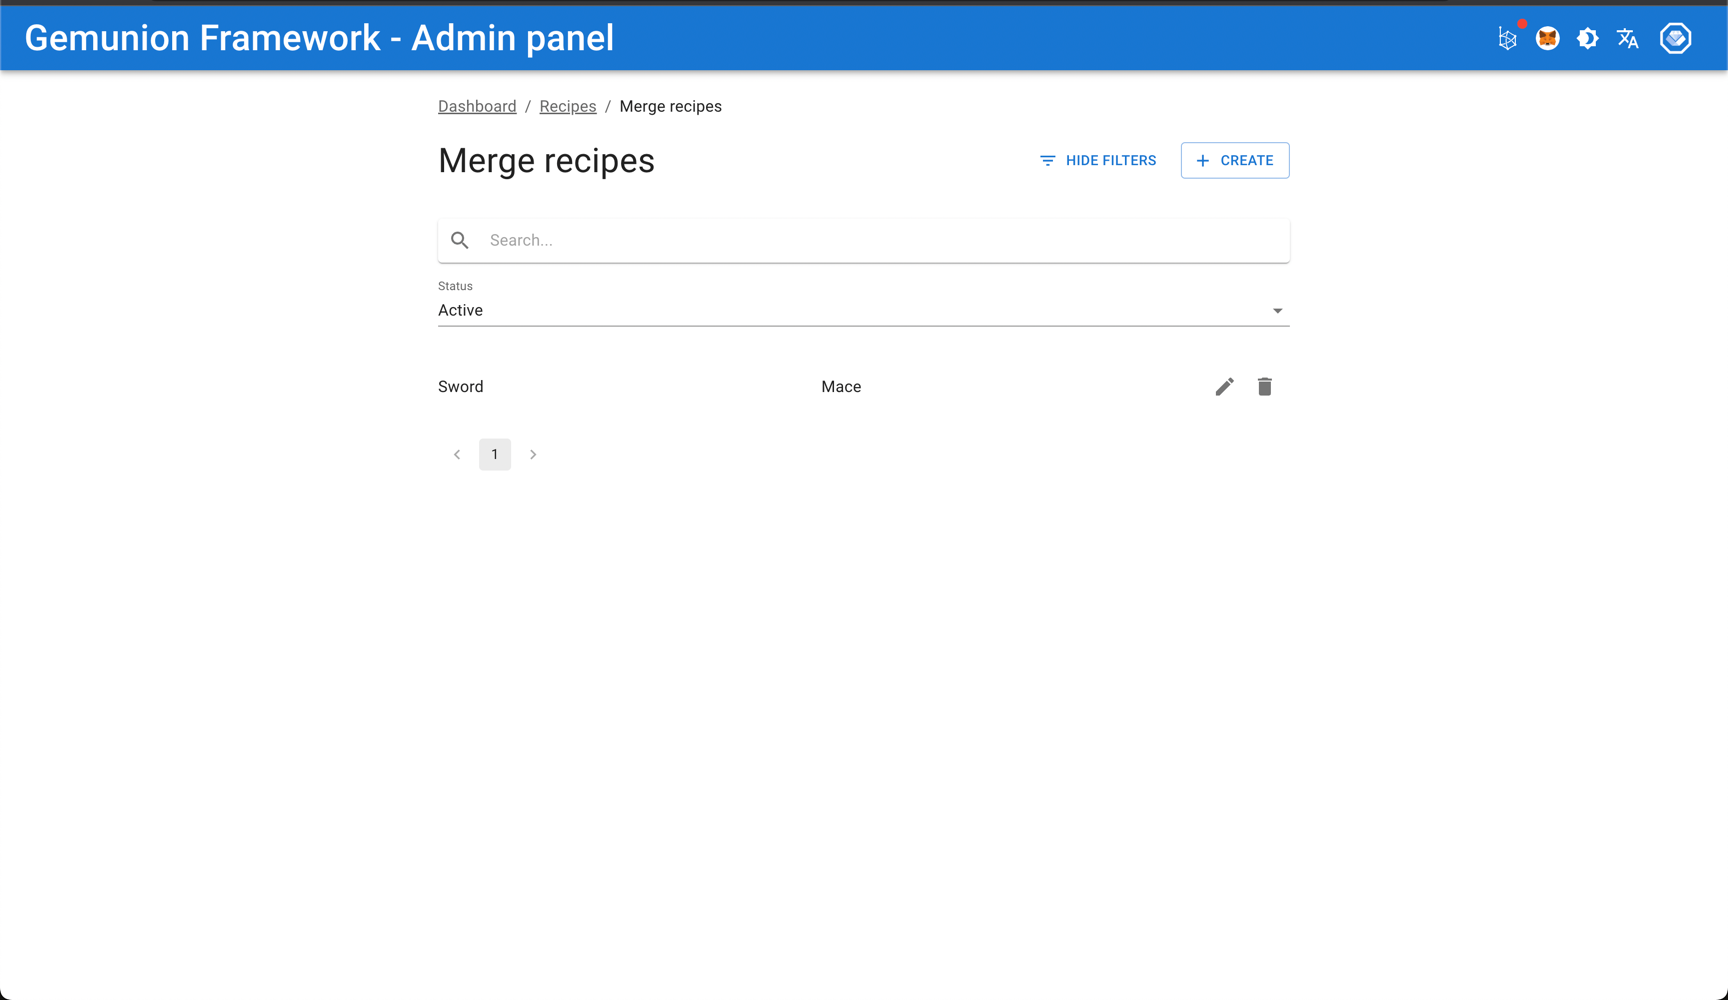 Gemunion Framework - Admin panel
Dashboard / Recipes / Merge recipes
Merge recipes
HIDE FILTERS
CREATE
Search...
Status
Active
Sword
Mace
1